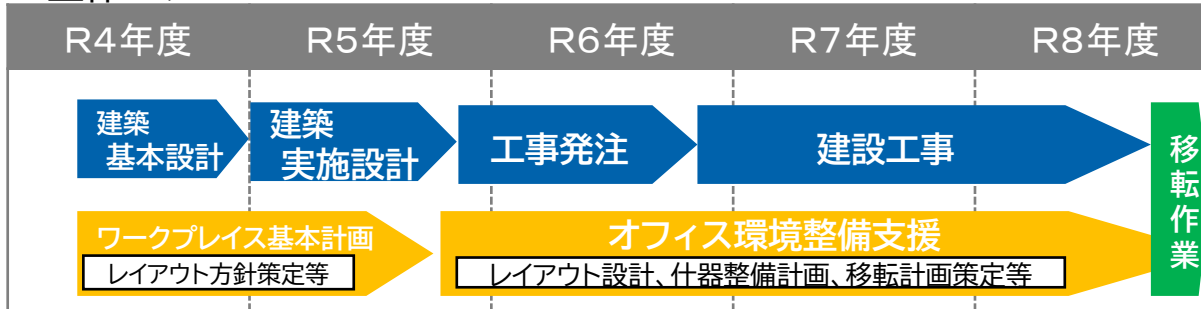 R4年度 R5年度 R6年度 R7年度 R8年度
建築
基本設計
建築
実施設計
工事発注
建設工事
移転作業
ワークプレイス基本計画
レイアウト方針策定等
オフィス環境整備支援
レイアウト設計、什器整備計画、移転計画策定等